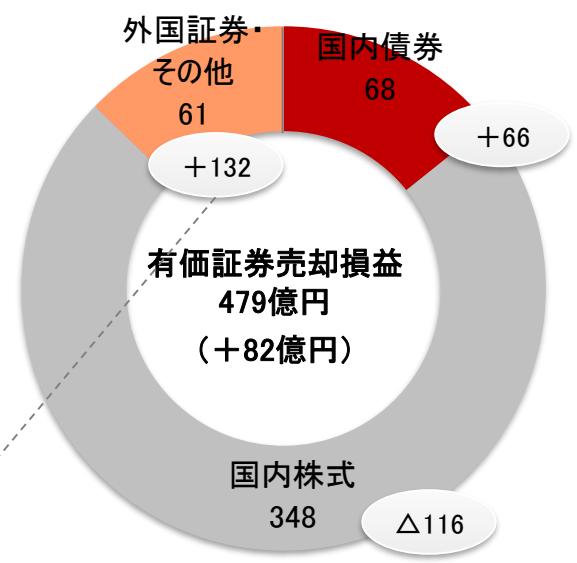 外国証券・
その他
61
国内債券
68
＋66
＋132
有価証券売却損益
479億円
（＋82億円）
国内株式
348
△116